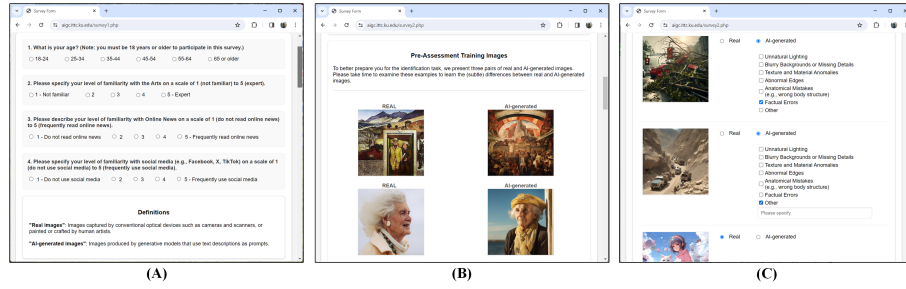 Survey Form
aigc.ittc.ku.edu/survey1.php
1. What is your age? (Note: you must be 18 years or older to participate in this survey.)
18-24 25-34 35-44 45-54 55-64 65 or older
2. Please specify your level of familiarity with the Arts on a scale of 1 (not familiar) to 5 (expert).
1 - Not familiar 2 3 4 5 - Expert
3. Please describe your level of familiarity with Online News on a scale of 1 (do not read online news)
to 5 (frequently read online news).
1 - Do not read online news 2 3 4 5 - Frequently read online news
4. Please specify your level of familiarity with social media (e.g., Facebook, X, TikTok) on a scale of 1
(do not use social media) to 5 (frequently use social media).
1 - Do not use social media 2 3 4 5 - Frequently use social media
Definitions
"Real images": Images captured by conventional optical devices such as cameras and scanners, or
painted or crafted by human artists.
"AI-generated images": Images produced by generative models that use text descriptions as prompts.
(A)
Survey Form
aigc.ittc.ku.edu/survey2.php
Pre-Assessment Training Images
To better prepare you for the identification task, we present three pairs of real and AI-generated images.
Please take time to examine these examples to learn the (subtle) differences between real and AI-generated
images.
REAL AI-generated
REAL AI-generated
(B)
Survey Form
aigc.ittc.ku.edu/survey2.php
Real AI-generated
Unnatural Lighting
Blurry Backgrounds or Missing Details
Texture and Material Anomalies
Abnormal Edges
Anatomical Mistakes
(e.g., wrong body structure)
Factual Errors
Other
Real AI-generated
Unnatural Lighting
Blurry Backgrounds or Missing Details
Texture and Material Anomalies
Abnormal Edges
Anatomical Mistakes
(e.g., wrong body structure)
Factual Errors
Other
Please specify
Real AI-generated
(C)